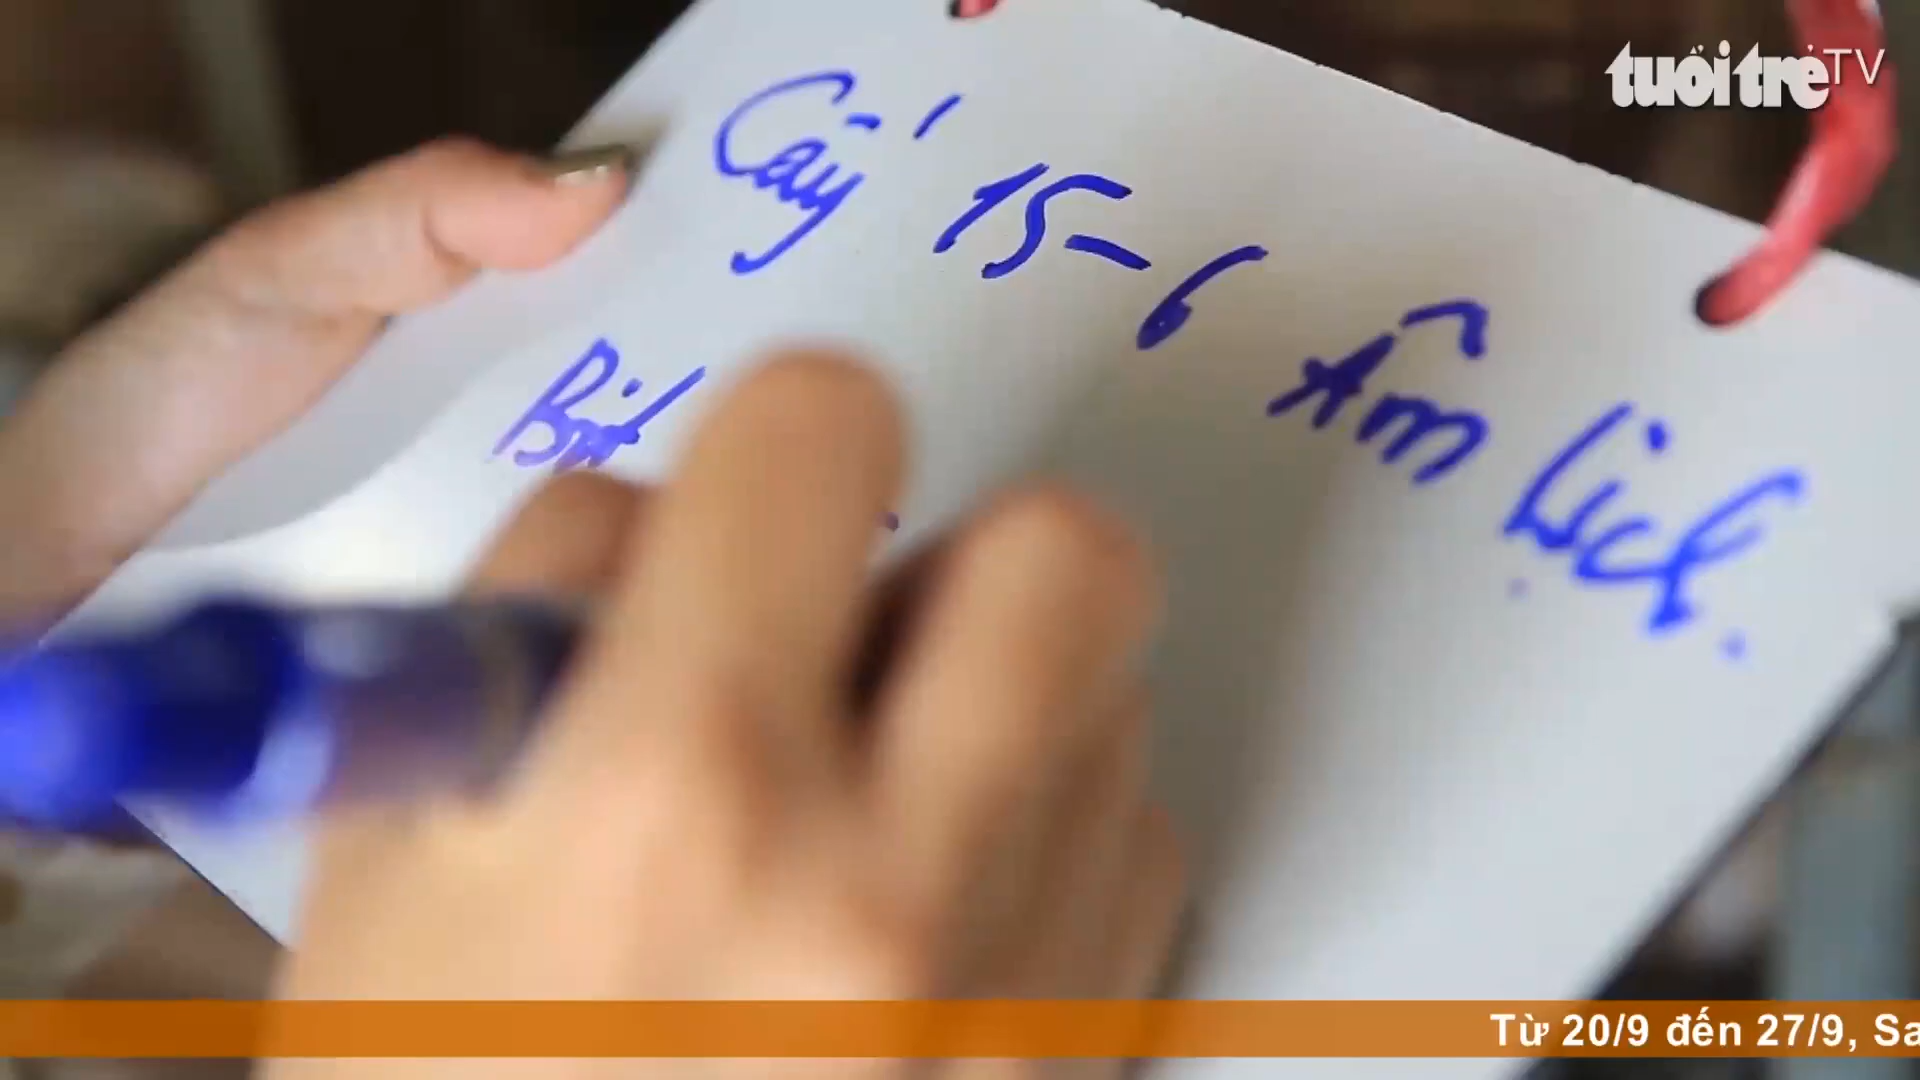 tuổi trẻ TV
Cấy 15-6 Âm lịch
Từ 20/9 đến 27/9, Sa